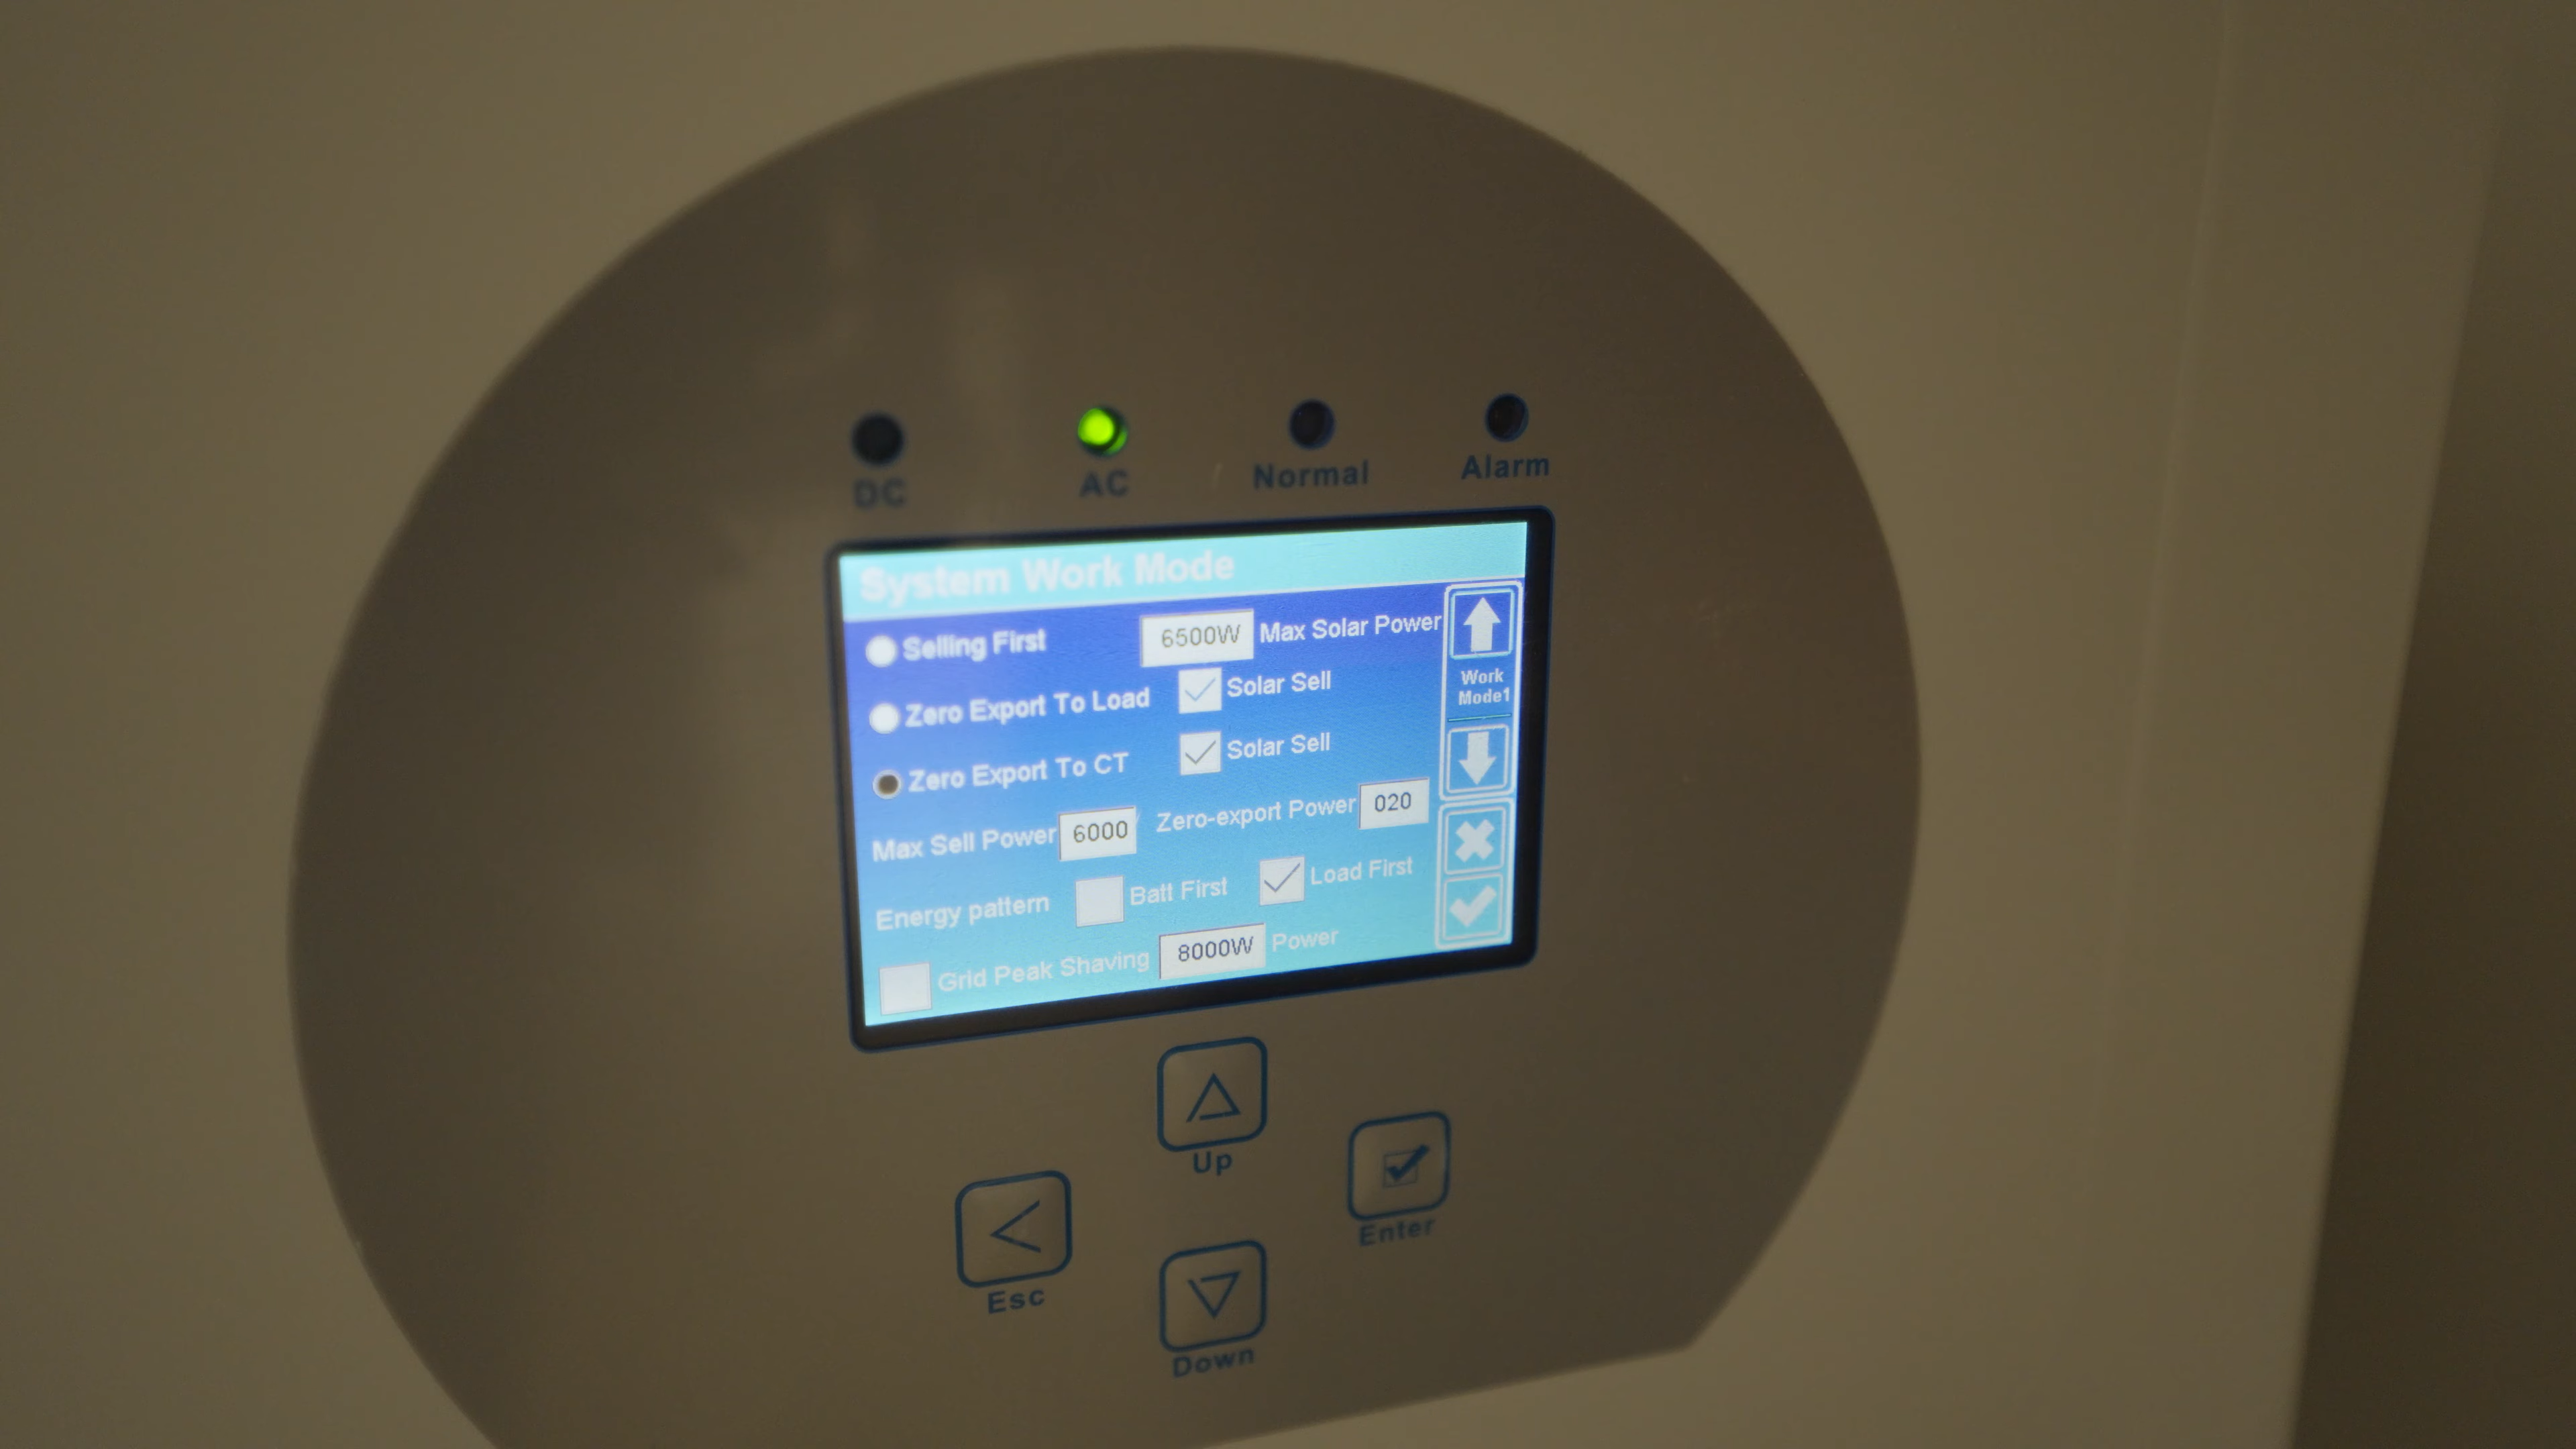 DC AC Normal Alarm
System Work Mode
Selling First 6500W Max Solar Power
Zero Export To Load Solar Sell
Work
Mode1
Zero Export To CT Solar Sell
Max Sell Power 6000 Zero-export Power 020
Energy pattern Batt First Load First
Grid Peak Shaving 8000W Power
Up
Enter
Esc
Down